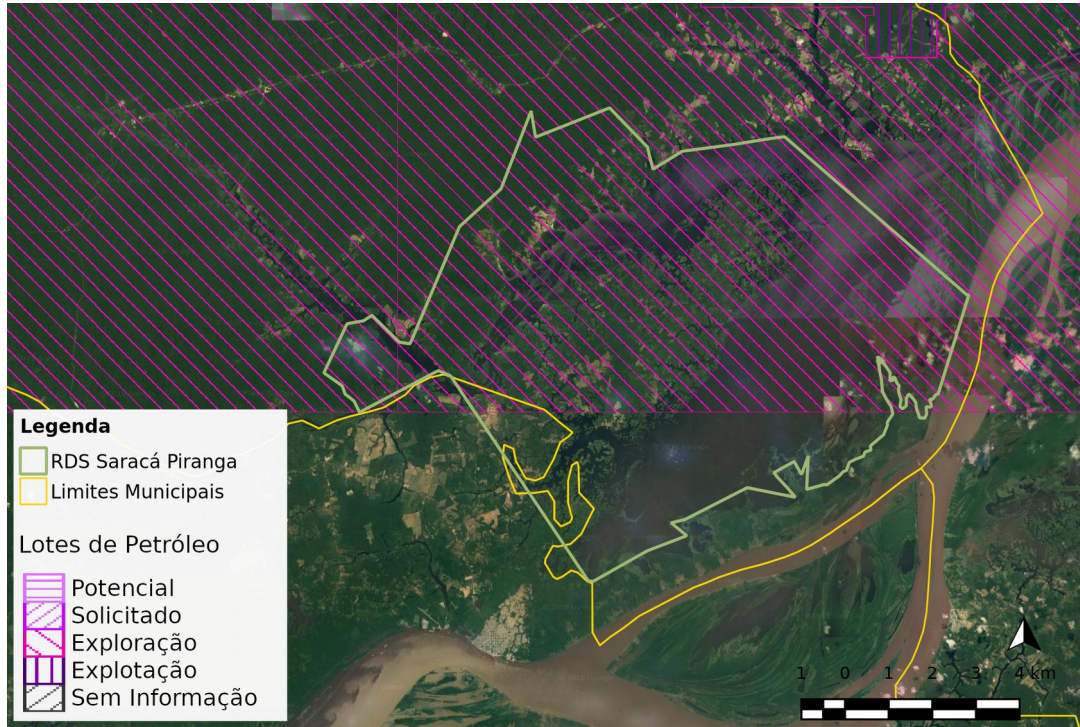 Legenda
RDS Saracá Piranga
Limites Municipais
Lotes de Petróleo
Potencial
Solicitado
Exploração
Explotação
Sem Informação
1 0 1 2 3 4 km